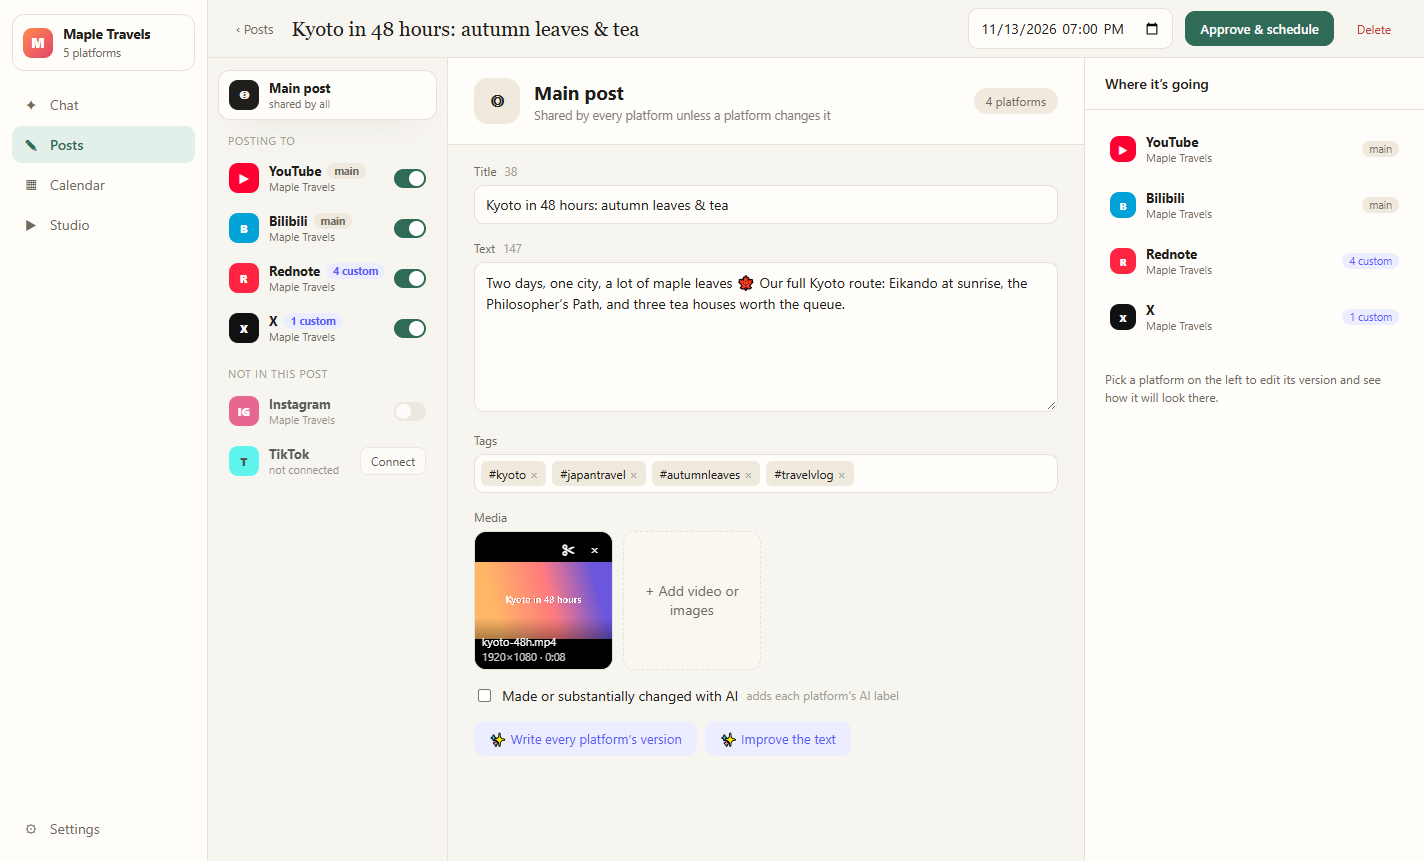 M
Maple Travels
5 platforms
Chat
Posts
Calendar
Studio
Settings
‹ Posts
Kyoto in 48 hours: autumn leaves & tea
11/13/2026 07:00 PM
Approve & schedule
Delete
Main post
shared by all
POSTING TO
YouTube main
Maple Travels
B
Bilibili main
Maple Travels
R
Rednote 4 custom
Maple Travels
X
X 1 custom
Maple Travels
NOT IN THIS POST
IG
Instagram
Maple Travels
T
TikTok
not connected
Connect
Main post
Shared by every platform unless a platform changes it
4 platforms
Title 38
Kyoto in 48 hours: autumn leaves & tea
Text 147
Two days, one city, a lot of maple leaves 🍁 Our full Kyoto route: Eikando at sunrise, the
Philosopher's Path, and three tea houses worth the queue.
Tags
#kyoto × #japantravel × #autumnleaves × #travelvlog ×
Media
×
Kyoto in 48 hours
kyoto-48h.mp4
1920×1080 · 0:08
+ Add video or
images
Made or substantially changed with AI adds each platform's AI label
✨ Write every platform's version
✨ Improve the text
Where it's going
YouTube
Maple Travels
main
B
Bilibili
Maple Travels
main
R
Rednote
Maple Travels
4 custom
X
X
Maple Travels
1 custom
Pick a platform on the left to edit its version and see
how it will look there.